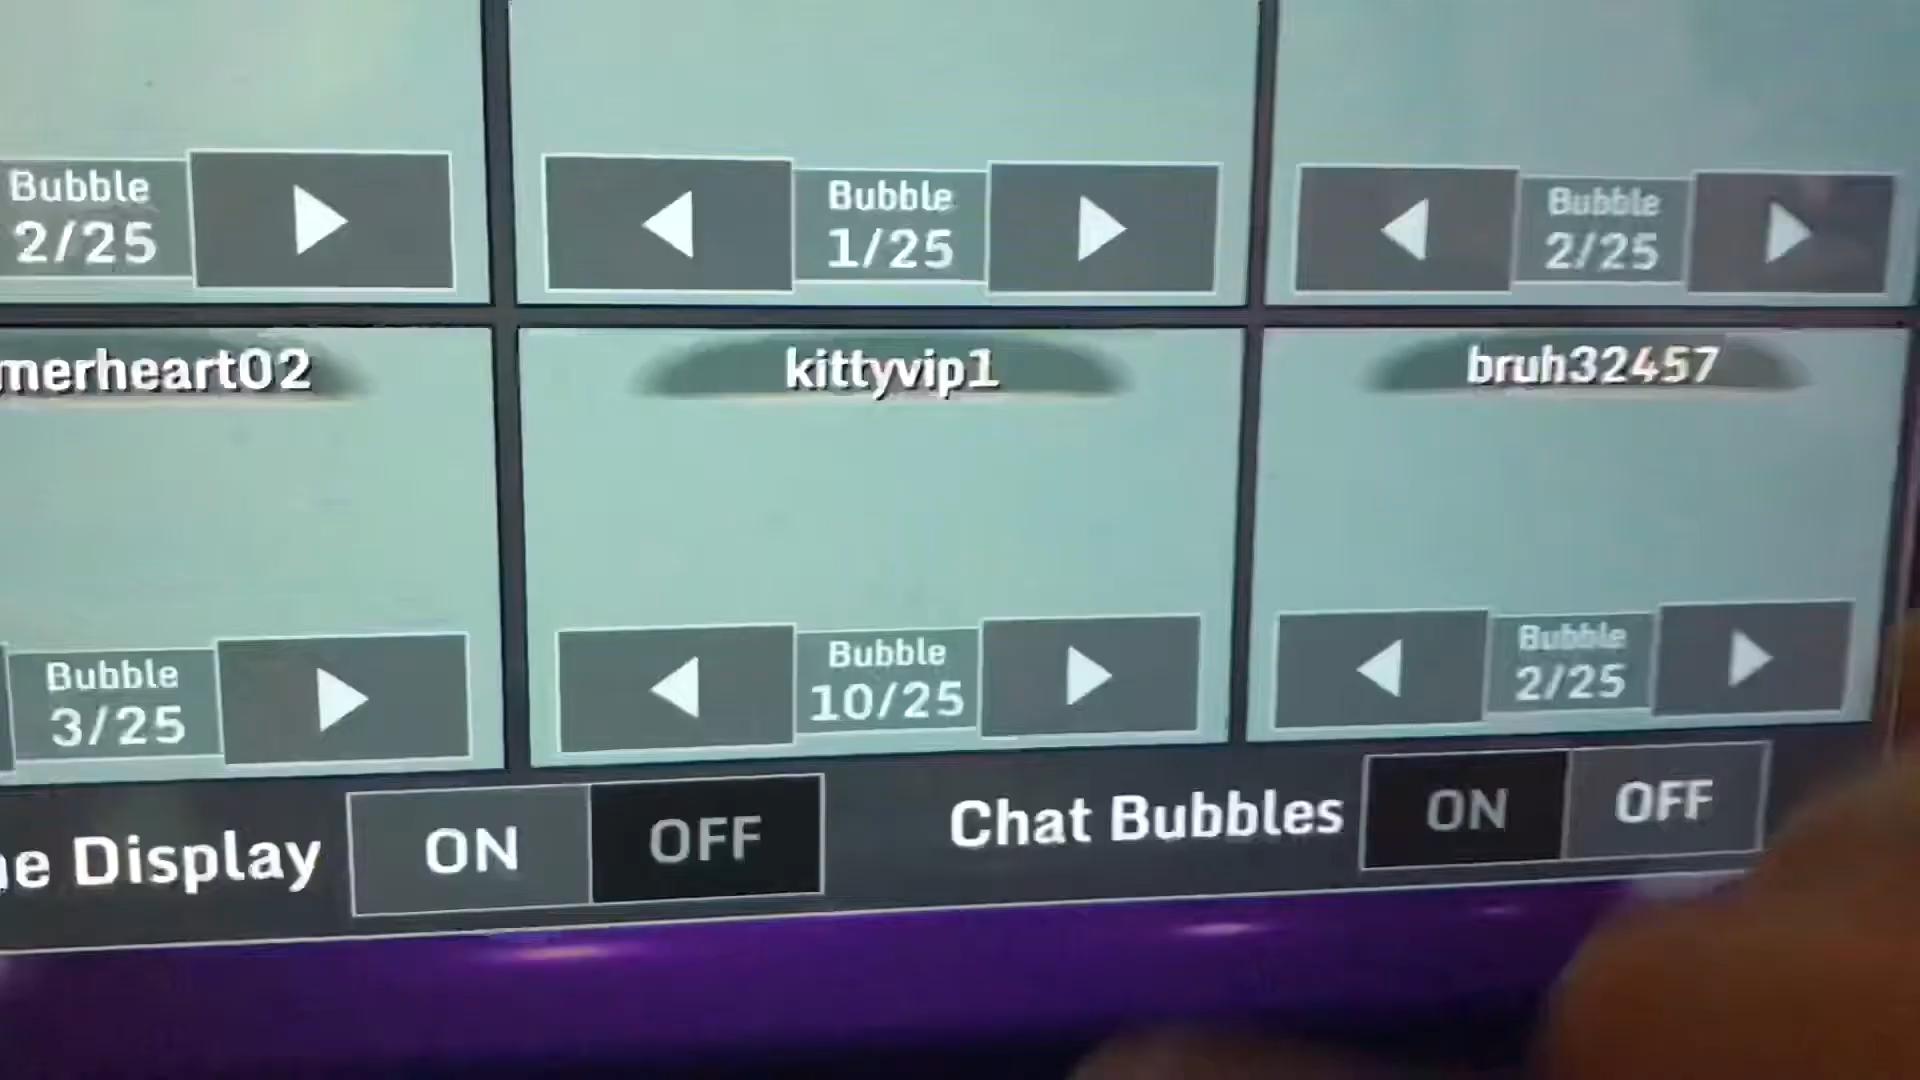 Bubble
2/25
Bubble
1/25
Bubble
2/25
merheart02
kittyvip1
bruh32457
Bubble
3/25
Bubble
10/25
Bubble
2/25
e Display
ON
OFF
Chat Bubbles
ON
OFF